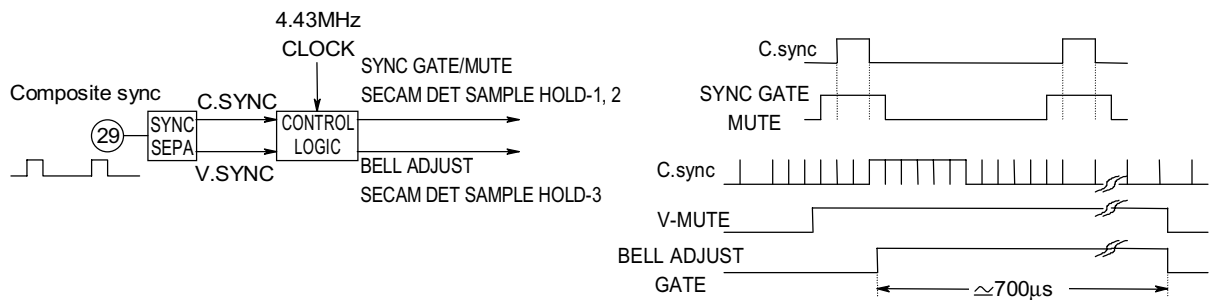 4.43MHz
CLOCK
SYNC GATE/MUTE
SECAM DET SAMPLE HOLD-1, 2
Composite sync
C.SYNC
29
SYNC
SEPA
CONTROL
LOGIC
V.SYNC
BELL ADJUST
SECAM DET SAMPLE HOLD-3
C.sync
SYNC GATE
MUTE
C.sync
V-MUTE
BELL ADJUST
GATE
≃700μs